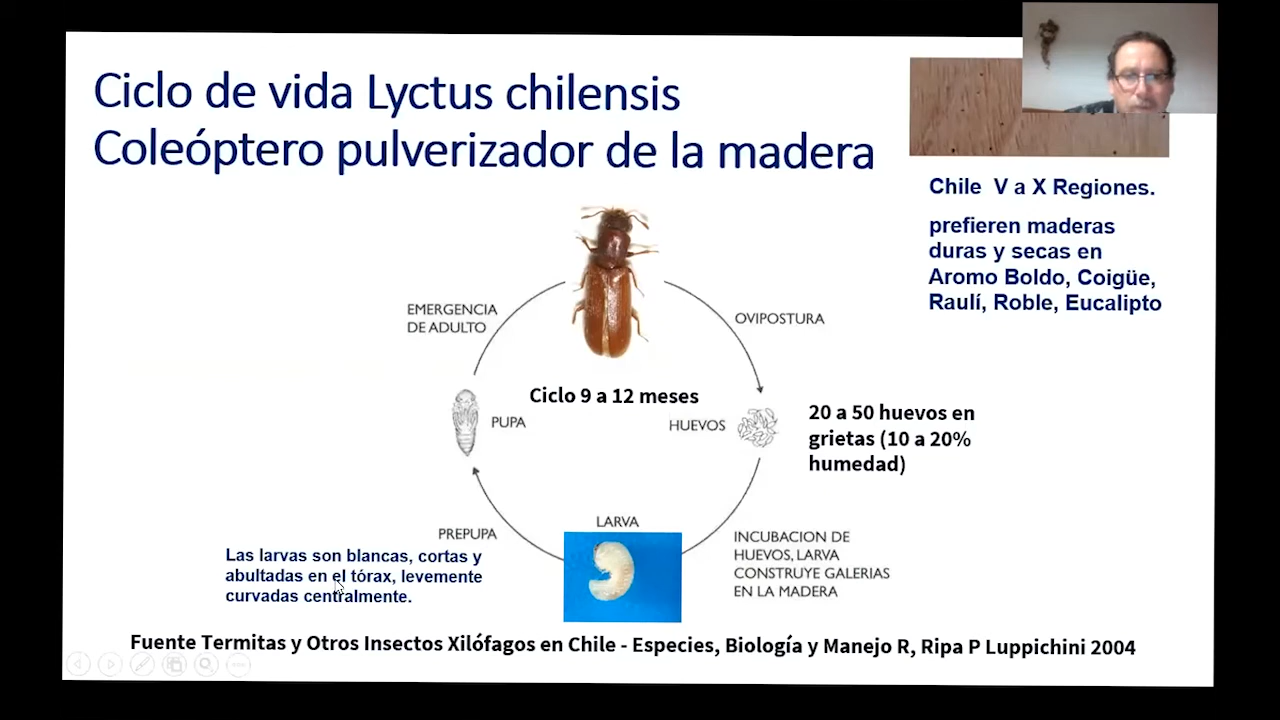 Ciclo de vida Lyctus chilensis
Coleóptero pulverizador de la madera
Chile V a X Regiones.
prefieren maderas
duras y secas en
Aromo Boldo, Coigüe,
Raulí, Roble, Eucalipto
EMERGENCIA
DE ADULTO
OVIPOSTURA
Ciclo 9 a 12 meses
PUPA
HUEVOS
20 a 50 huevos en
grietas (10 a 20%
humedad)
LARVA
PREPUPA
INCUBACION DE
HUEVOS, LARVA
CONSTRUYE GALERIAS
EN LA MADERA
Las larvas son blancas, cortas y
abultadas en el tórax, levemente
curvadas centralmente.
Fuente Termitas y Otros Insectos Xilófagos en Chile - Especies, Biología y Manejo R, Ripa P Luppichini 2004